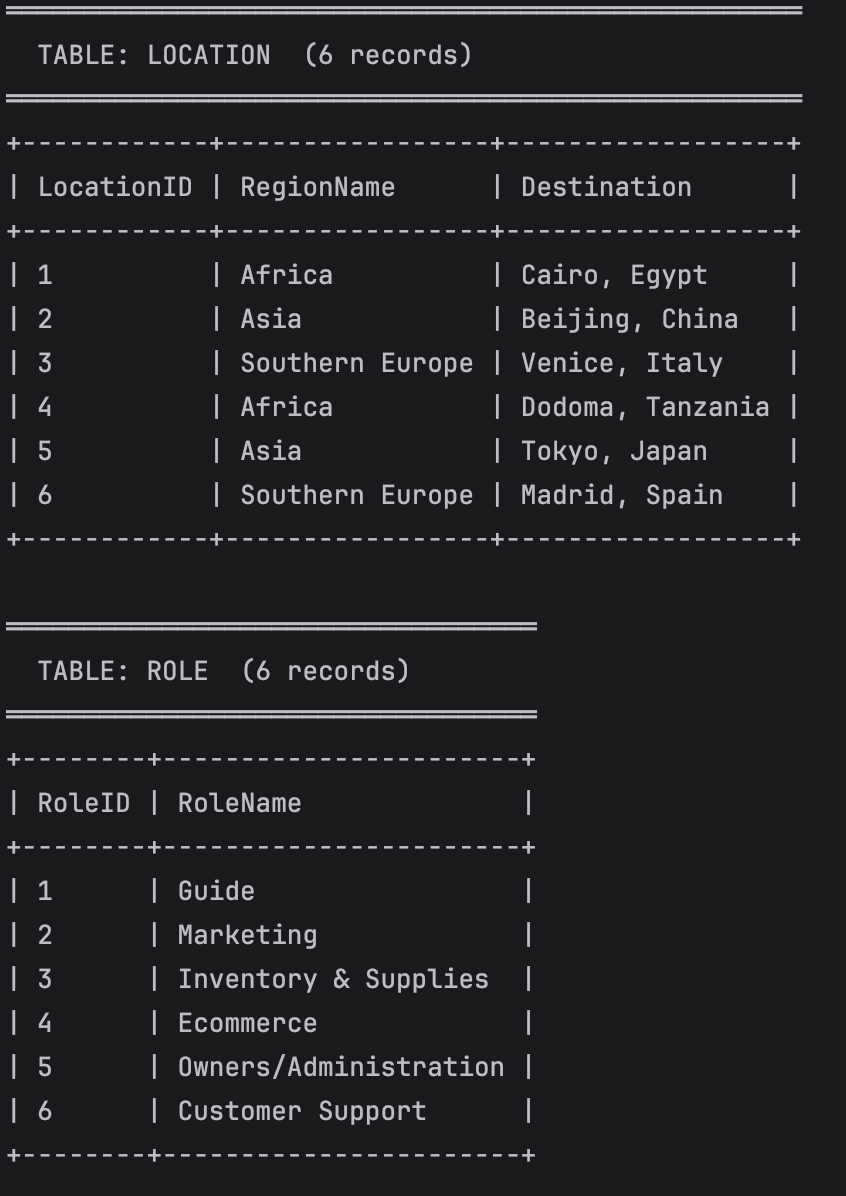 TABLE: LOCATION  (6 records)
+------------+-----------------+------------------+
| LocationID | RegionName      | Destination      |
+------------+-----------------+------------------+
| 1          | Africa          | Cairo, Egypt     |
| 2          | Asia            | Beijing, China   |
| 3          | Southern Europe | Venice, Italy    |
| 4          | Africa          | Dodoma, Tanzania |
| 5          | Asia            | Tokyo, Japan     |
| 6          | Southern Europe | Madrid, Spain    |
+------------+-----------------+------------------+
TABLE: ROLE  (6 records)
+--------+-----------------------+
| RoleID | RoleName              |
+--------+-----------------------+
| 1      | Guide                 |
| 2      | Marketing             |
| 3      | Inventory & Supplies  |
| 4      | Ecommerce             |
| 5      | Owners/Administration |
| 6      | Customer Support      |
+--------+-----------------------+